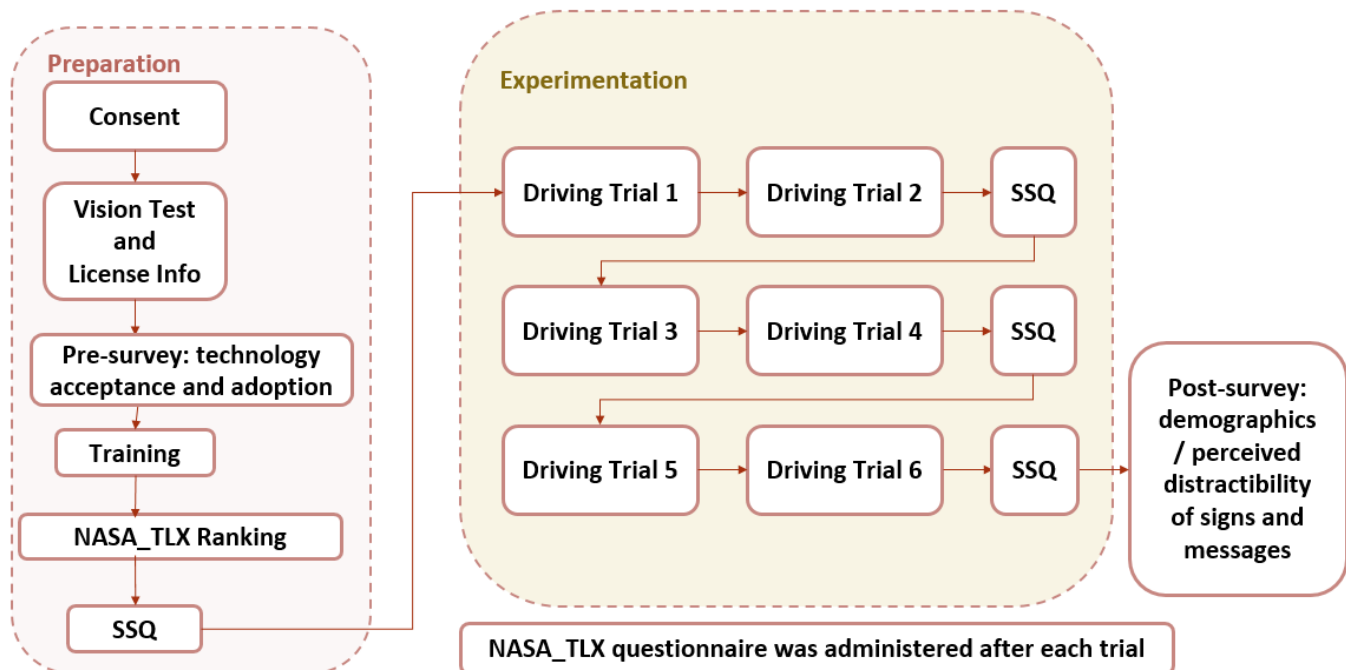 Preparation
Consent
Vision Test
and
License Info
Pre-survey: technology
acceptance and adoption
Training
NASA_TLX Ranking
SSQ
Experimentation
Driving Trial 1
Driving Trial 2
SSQ
Driving Trial 3
Driving Trial 4
SSQ
Driving Trial 5
Driving Trial 6
SSQ
Post-survey:
demographics
/ perceived
distractibility
of signs and
messages
NASA_TLX questionnaire was administered after each trial